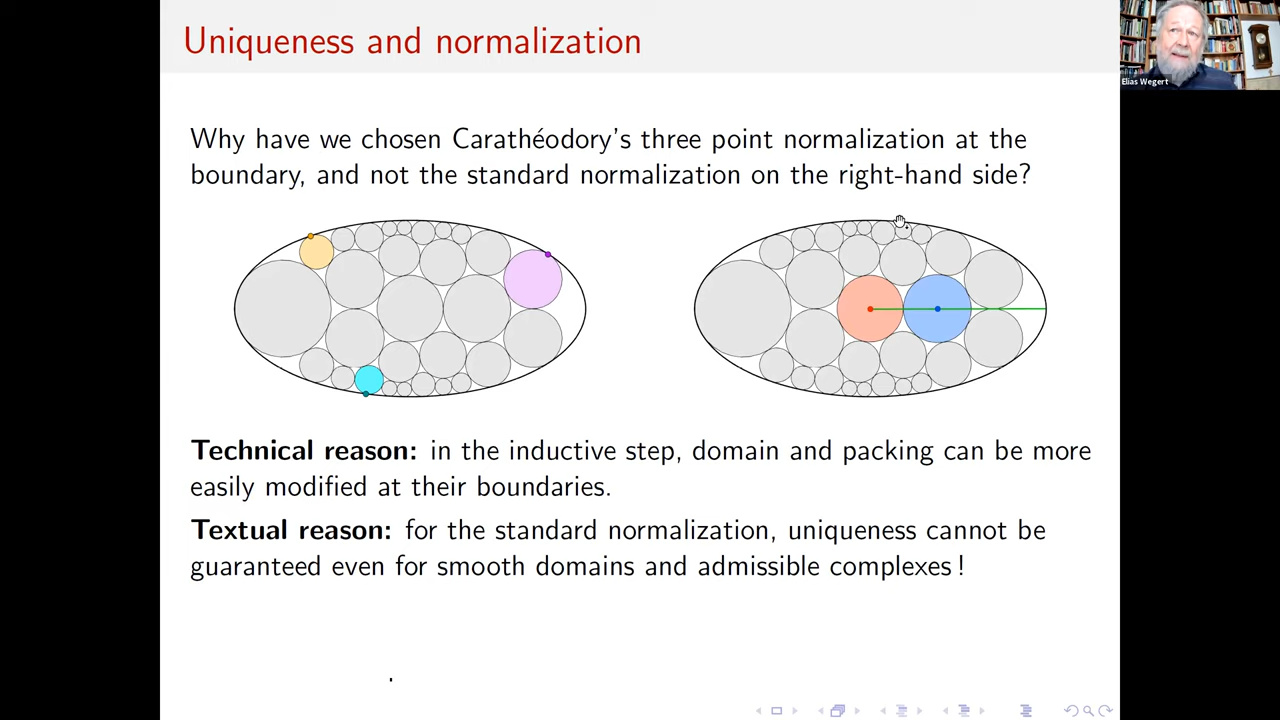 Uniqueness and normalization
Elias Wegert
Why have we chosen Carathéodory's three point normalization at the
boundary, and not the standard normalization on the right-hand side?
Technical reason: in the inductive step, domain and packing can be more
easily modified at their boundaries.
Textual reason: for the standard normalization, uniqueness cannot be
guaranteed even for smooth domains and admissible complexes !